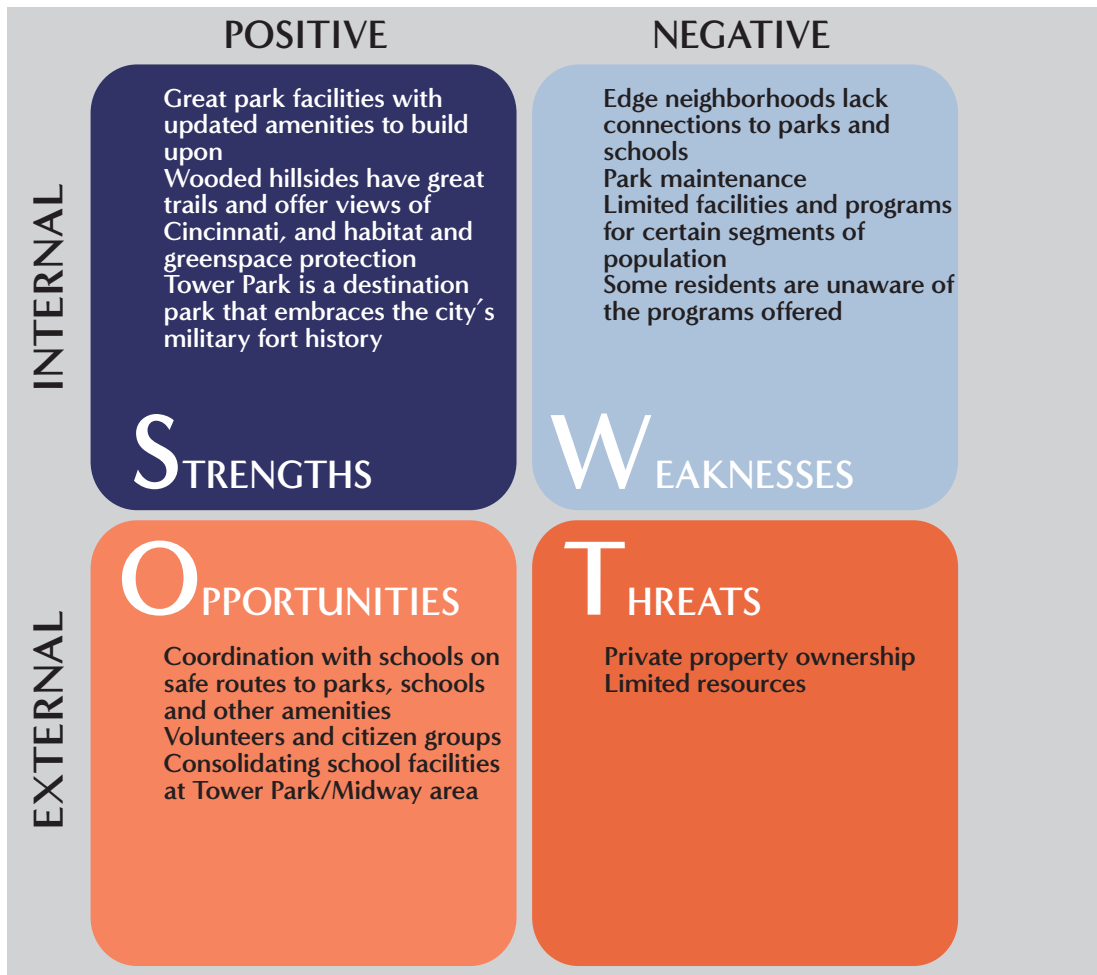 POSITIVE
NEGATIVE
INTERNAL
Great park facilities with
updated amenities to build
upon
Wooded hillsides have great
trails and offer views of
Cincinnati, and habitat and
greenspace protection
Tower Park is a destination
park that embraces the city´s
military fort history
STRENGTHS
Edge neighborhoods lack
connections to parks and
schools
Park maintenance
Limited facilities and programs
for certain segments of
population
Some residents are unaware of
the programs offered
WEAKNESSES
EXTERNAL
OPPORTUNITIES
Coordination with schools on
safe routes to parks, schools
and other amenities
Volunteers and citizen groups
Consolidating school facilities
at Tower Park/Midway area
THREATS
Private property ownership
Limited resources